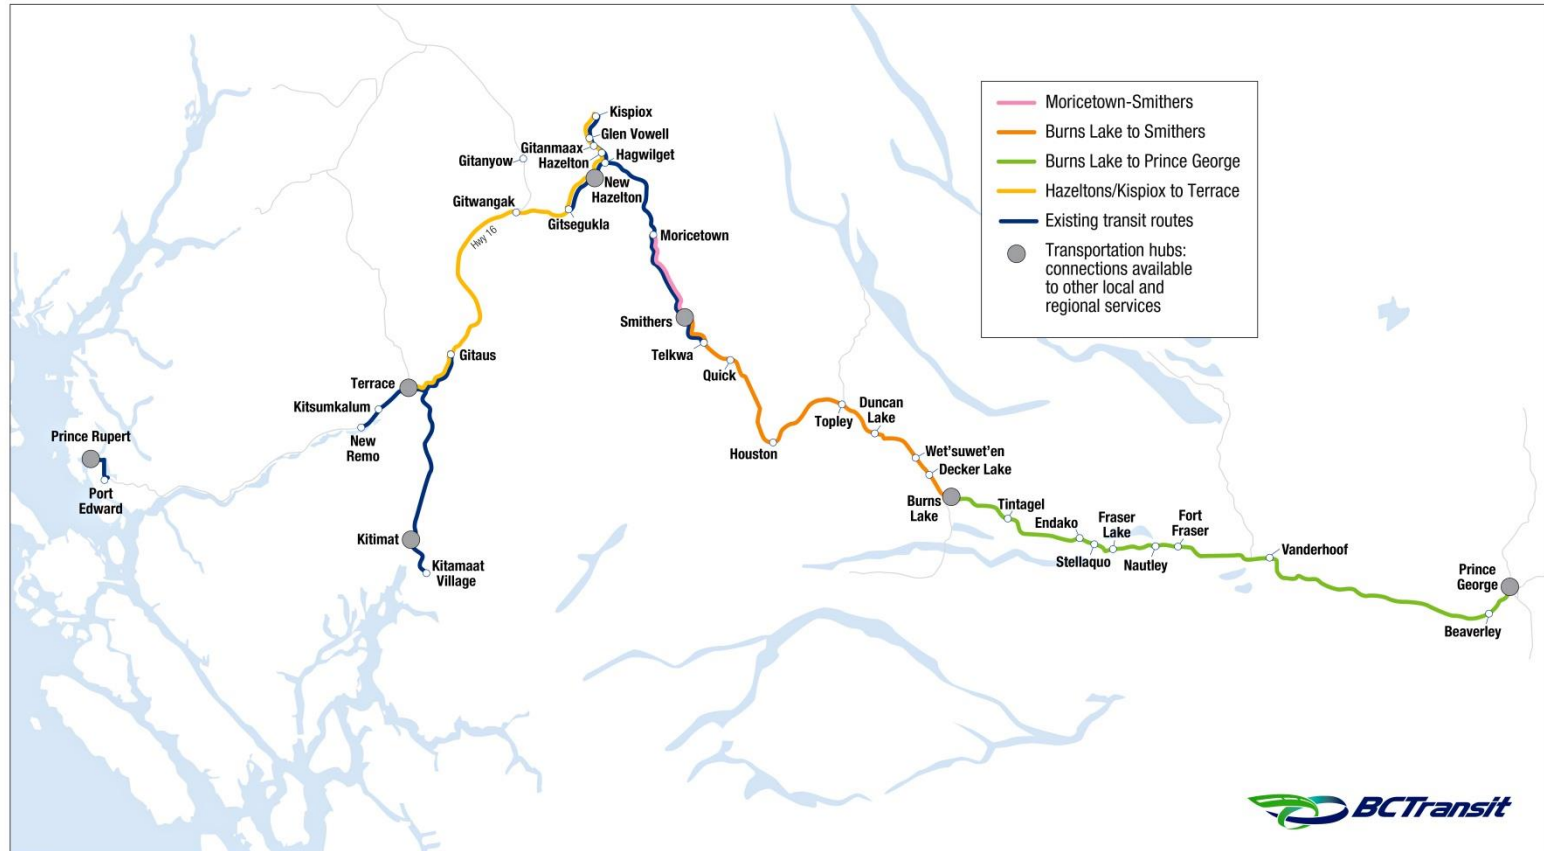 Moricetown-Smithers
Burns Lake to Smithers
Burns Lake to Prince George
Hazeltons/Kispiox to Terrace
Existing transit routes
Transportation hubs:
connections available
to other local and
regional services
Kispiox
Glen Vowell
Gitanmaax
Hazelton
Hagwilget
Gitanyow
New
Hazelton
Gitwangak
Gitsegukla
Hwy 16
Moricetown
Smithers
Telkwa
Quick
Gitaus
Terrace
Kitsumkalum
New
Remo
Prince Rupert
Port
Edward
Kitimat
Kitamaat
Village
Houston
Topley
Duncan
Lake
Wet'suwet'en
Decker Lake
Burns
Lake
Tintagel
Endako
Stellaquo
Fraser
Lake
Nautley
Fort
Fraser
Vanderhoof
Prince
George
Beaverley
BCTransit